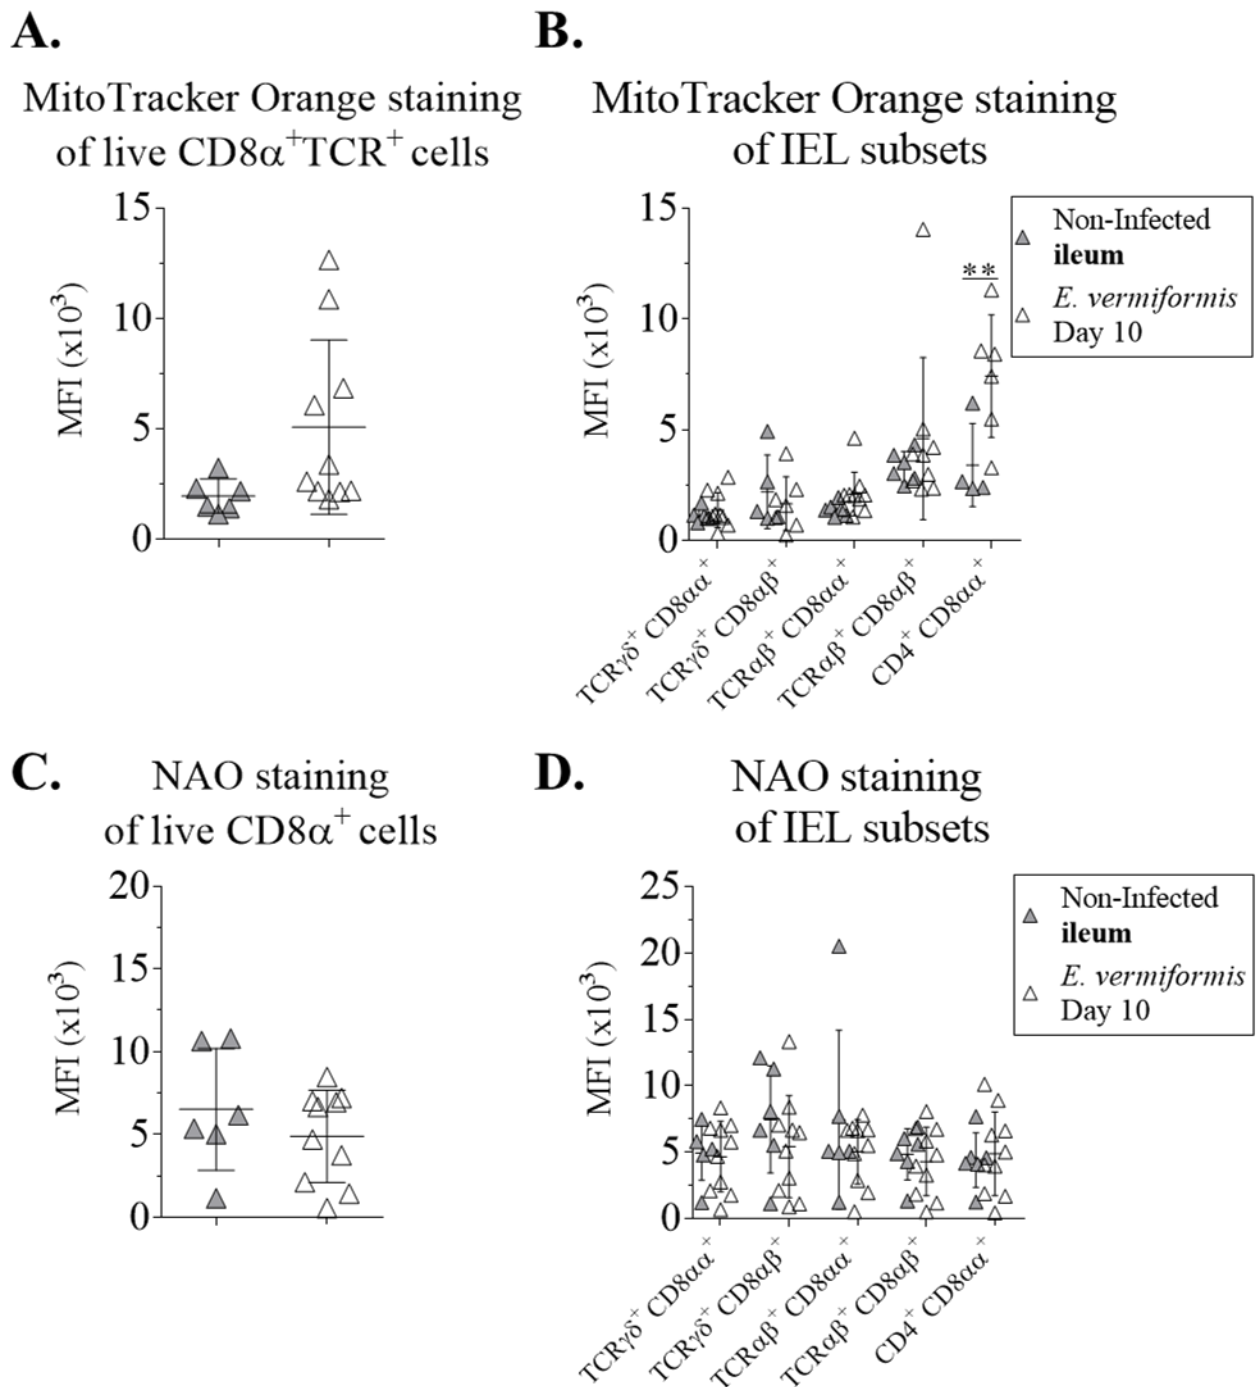 A.
MitoTracker Orange staining
of live CD8α⁺TCR⁺ cells
15
10
5
0
MFI (x10³)
B.
MitoTracker Orange staining
of IEL subsets
15
10
5
0
MFI (x10³)
**
Non-Infected
ileum
E. vermiformis
Day 10
TCRγδ⁺ CD8αα⁺
TCRγδ⁺ CD8αβ⁺
TCRαβ⁺ CD8αα⁺
TCRαβ⁺ CD8αβ⁺
CD4⁺ CD8αα⁺
C.
NAO staining
of live CD8α⁺ cells
20
15
10
5
0
MFI (x10³)
D.
NAO staining
of IEL subsets
25
20
15
10
5
0
MFI (x10³)
Non-Infected
ileum
E. vermiformis
Day 10
TCRγδ⁺ CD8αα⁺
TCRγδ⁺ CD8αβ⁺
TCRαβ⁺ CD8αα⁺
TCRαβ⁺ CD8αβ⁺
CD4⁺ CD8αα⁺